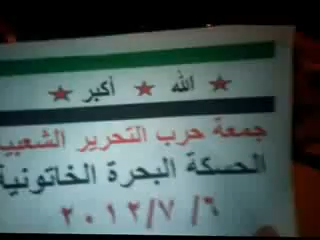 الله أكبر
جمعة حرب التحرير الشعبية
الحسكة البحرة الخاتونية
٦/ ٧/ ٢٠١٢